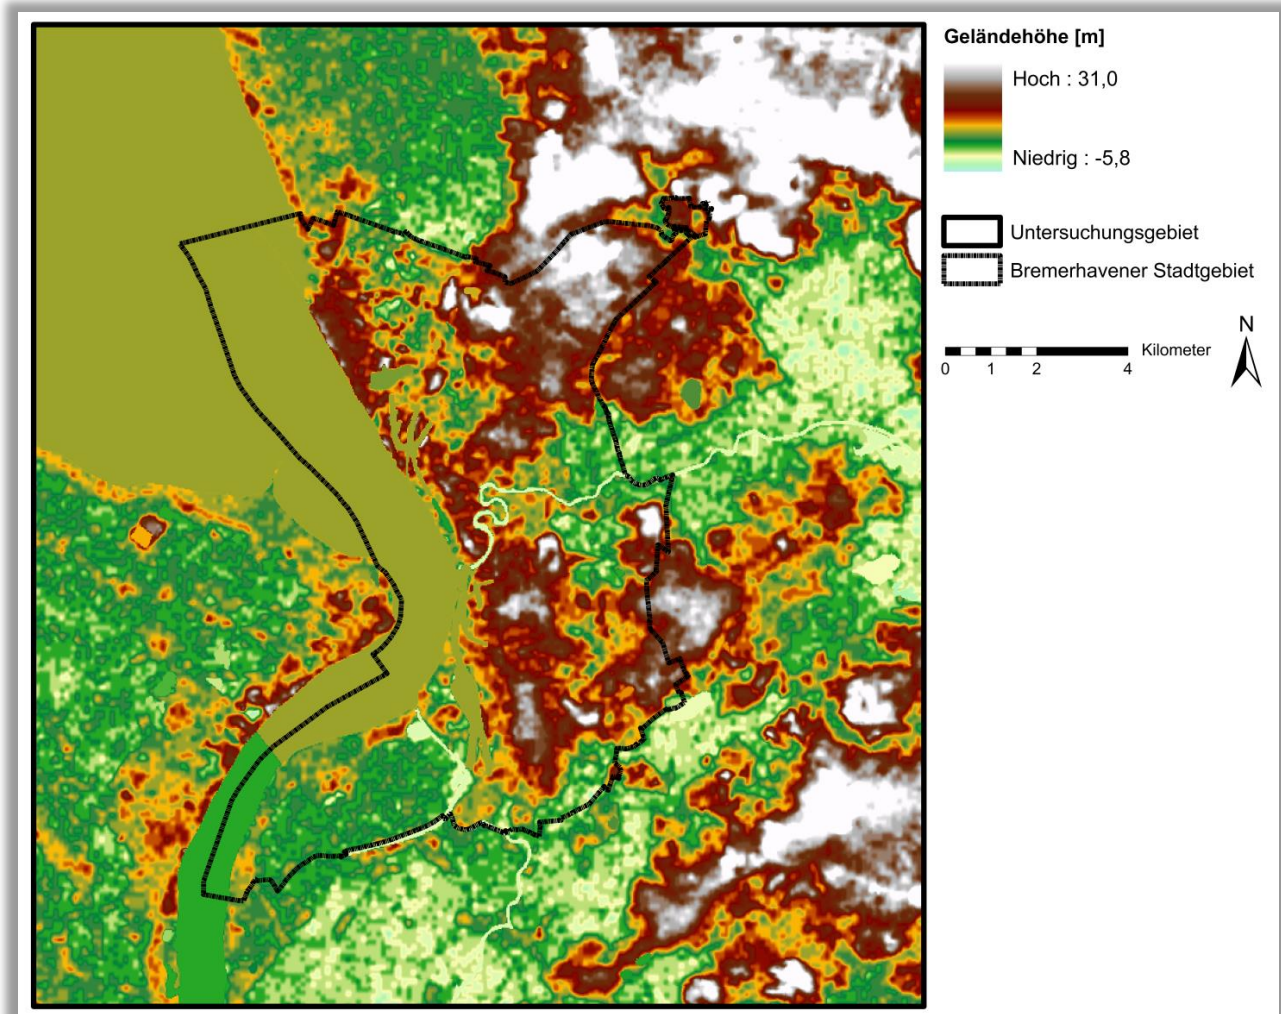 Geländehöhe [m]
Hoch : 31,0
Niedrig : -5,8
Untersuchungsgebiet
Bremerhavener Stadtgebiet
N
Kilometer
0 1 2 4